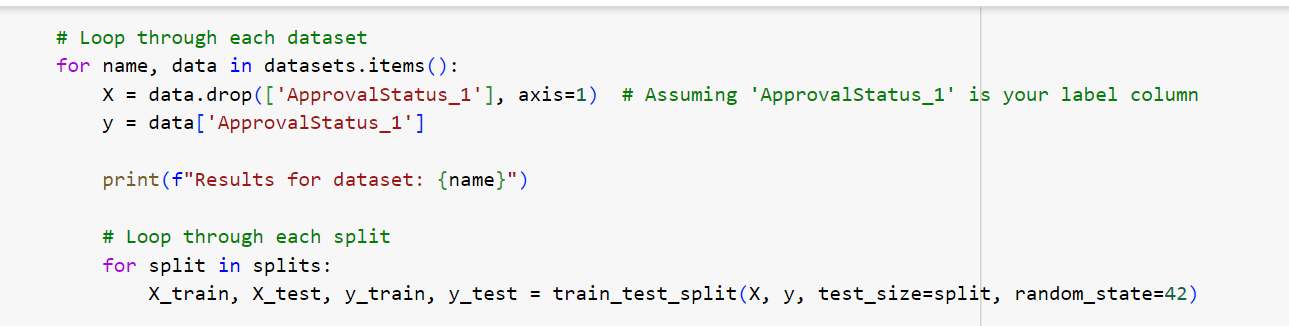 # Loop through each dataset
for name, data in datasets.items():
    X = data.drop(['ApprovalStatus_1'], axis=1)  # Assuming 'ApprovalStatus_1' is your label column
    y = data['ApprovalStatus_1']

    print(f"Results for dataset: {name}")

    # Loop through each split
    for split in splits:
        X_train, X_test, y_train, y_test = train_test_split(X, y, test_size=split, random_state=42)